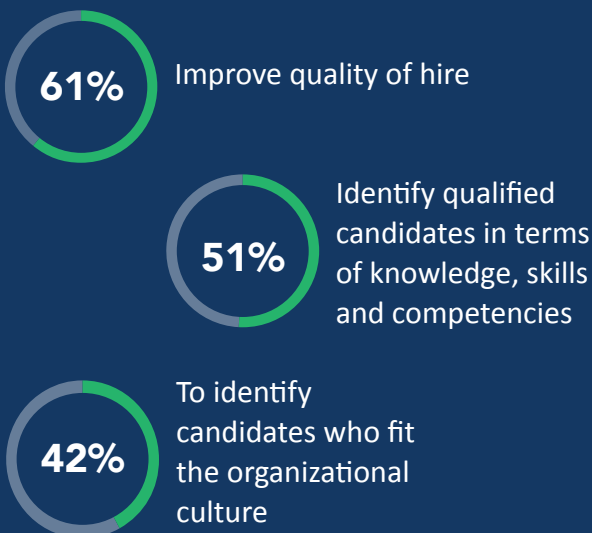 61%
Improve quality of hire
51%
Identify qualified
candidates in terms
of knowledge, skills
and competencies
42%
To identify
candidates who fit
the organizational
culture